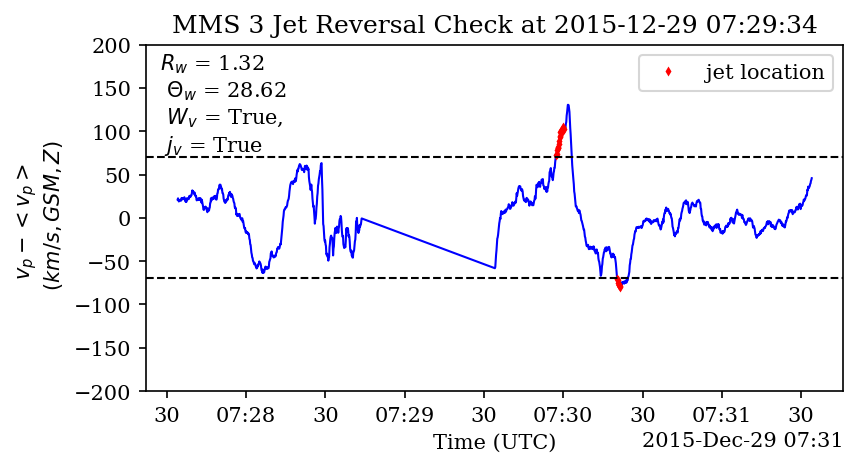 MMS 3 Jet Reversal Check at 2015-12-29 07:29:34
R_w = 1.32
Θ_w = 28.62
W_v = True,
j_v = True
jet location
200
150
100
50
0
−50
−100
−150
−200
v_p − < v_p >
(km/s, GSM, Z)
30 07:28 30 07:29 30 07:30 30 07:31 30
Time (UTC)
2015-Dec-29 07:31